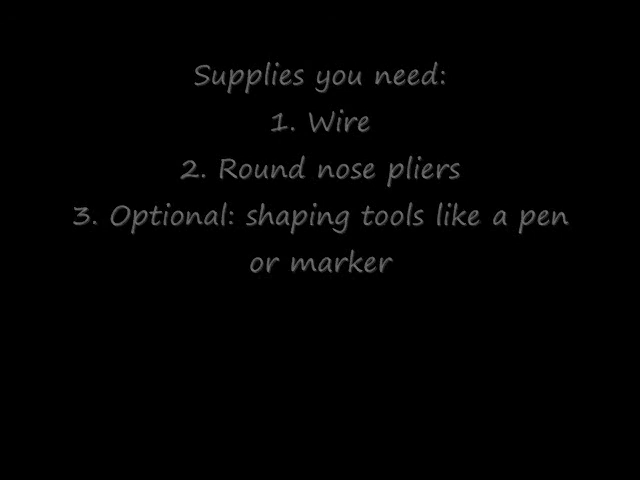 Supplies you need:
1. Wire
2. Round nose pliers
3. Optional: shaping tools like a pen
or marker